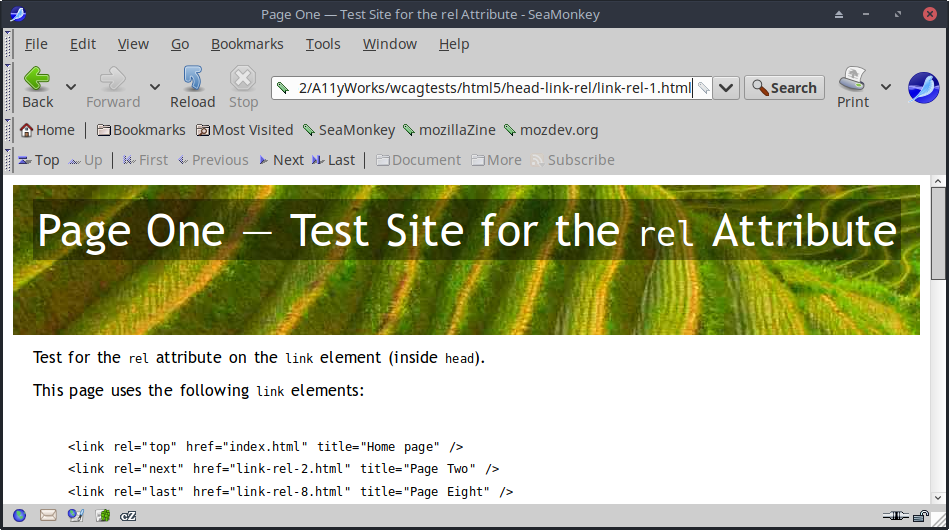 Page One — Test Site for the rel Attribute - SeaMonkey
File Edit View Go Bookmarks Tools Window Help
2/A11yWorks/wcagtests/html5/head-link-rel/link-rel-1.html Search
Back Forward Reload Stop Print
Home Bookmarks Most Visited SeaMonkey mozillaZine mozdev.org
Top Up First Previous Next Last Document More Subscribe
Page One — Test Site for the rel Attribute
Test for the rel attribute on the link element (inside head).
This page uses the following link elements:
<link rel="top" href="index.html" title="Home page" />
<link rel="next" href="link-rel-2.html" title="Page Two" />
<link rel="last" href="link-rel-8.html" title="Page Eight" />
cZ